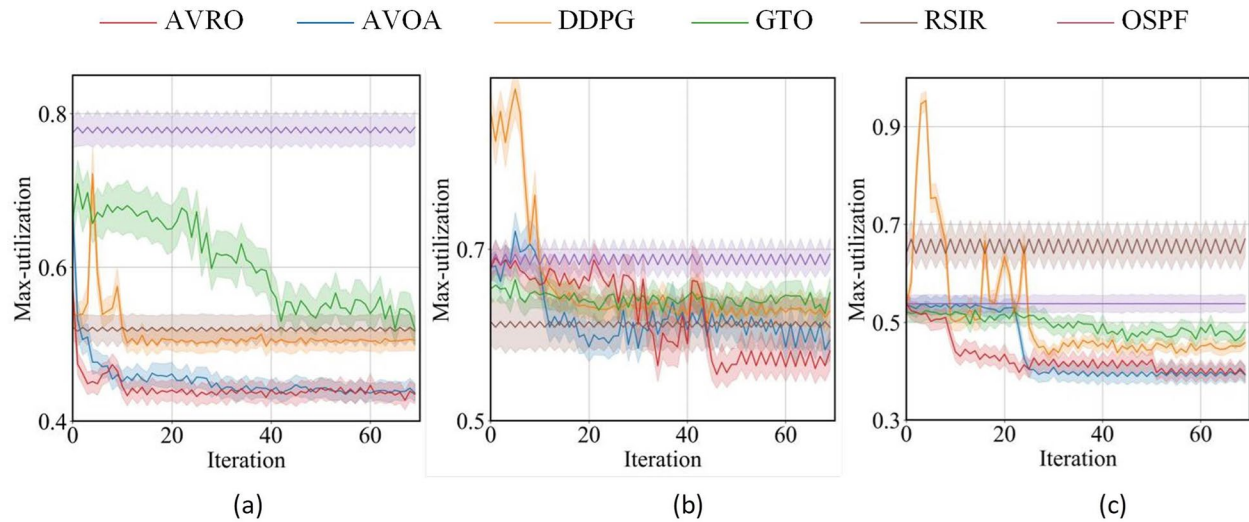 AVRO AVOA DDPG GTO RSIR OSPF
Max-utilization
0.8
0.6
0.4
0 20 40 60
Iteration
(a)
Max-utilization
0.7
0.5
0 20 40 60
Iteration
(b)
Max-utilization
0.9
0.7
0.5
0.3
0 20 40 60
Iteration
(c)